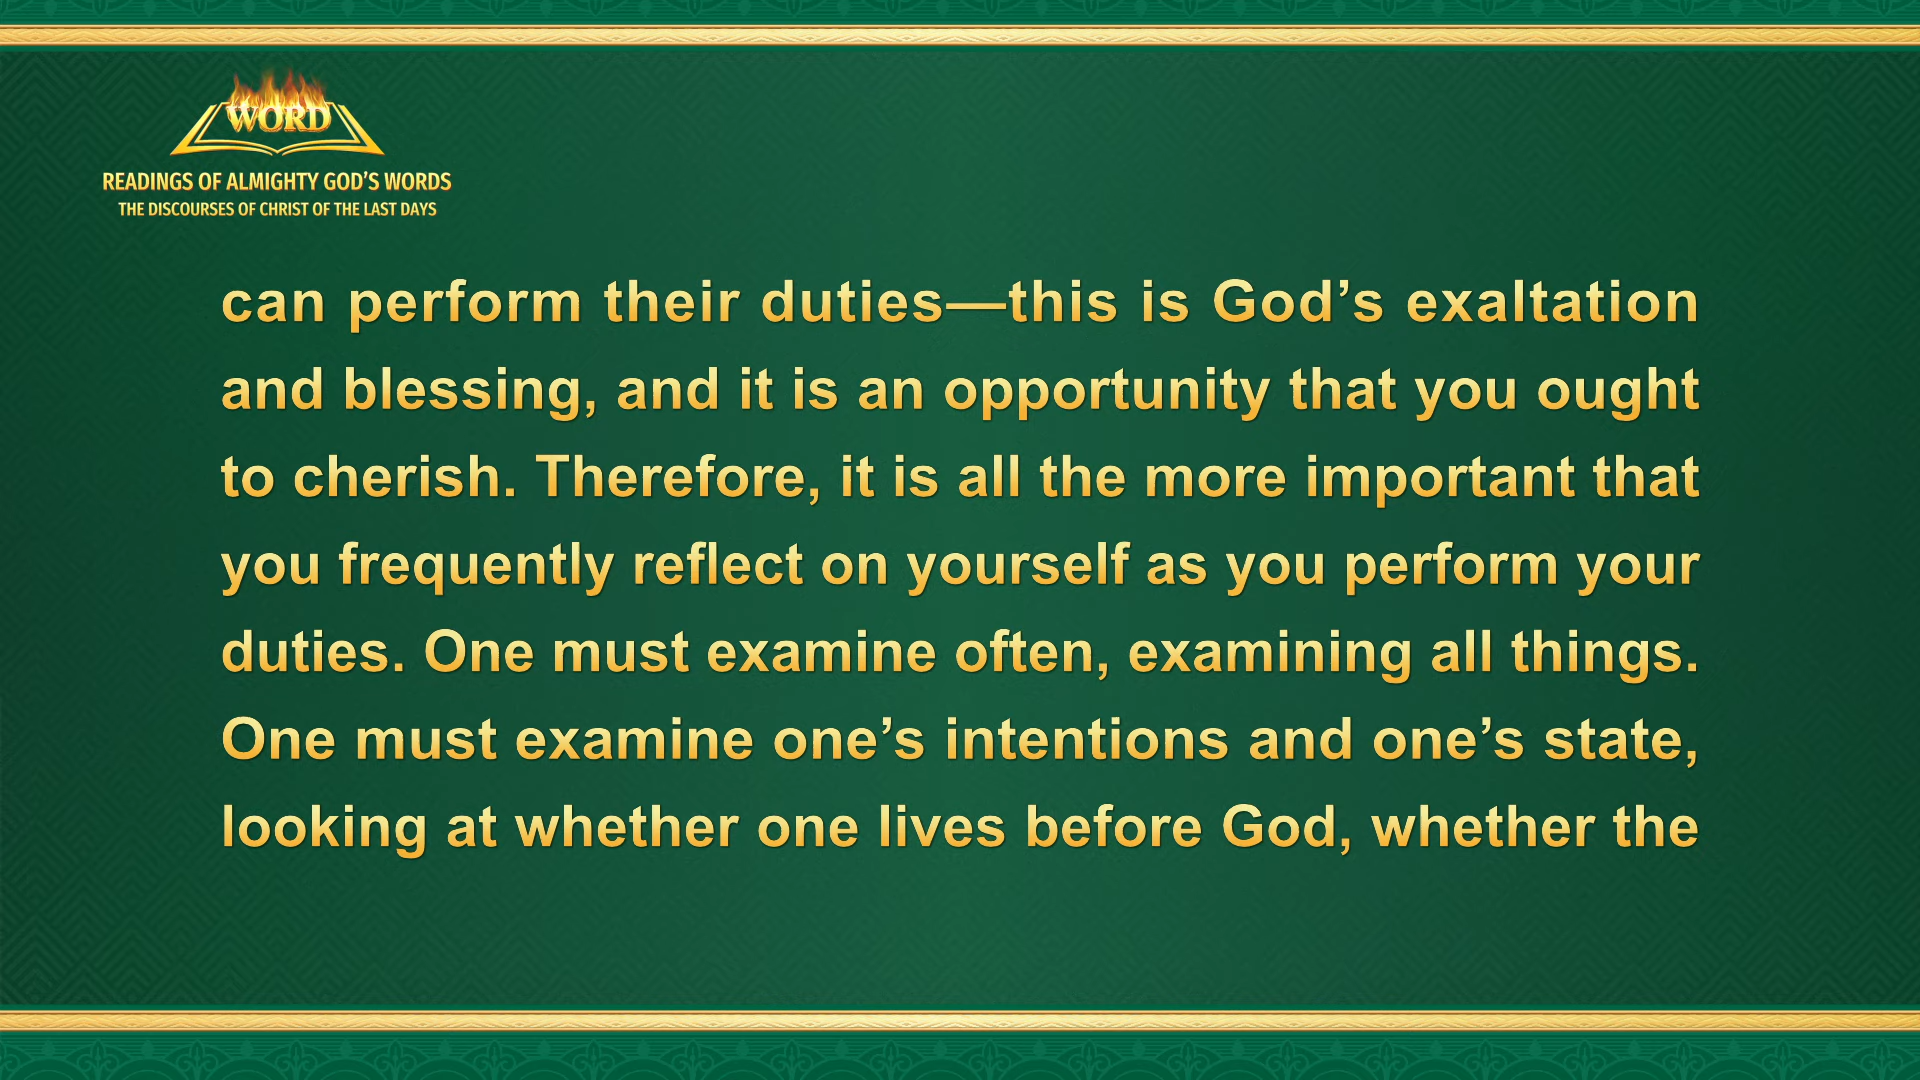 WORD
READINGS OF ALMIGHTY GOD’S WORDS
THE DISCOURSES OF CHRIST OF THE LAST DAYS
can perform their duties—this is God’s exaltation
and blessing, and it is an opportunity that you ought
to cherish. Therefore, it is all the more important that
you frequently reflect on yourself as you perform your
duties. One must examine often, examining all things.
One must examine one’s intentions and one’s state,
looking at whether one lives before God, whether the